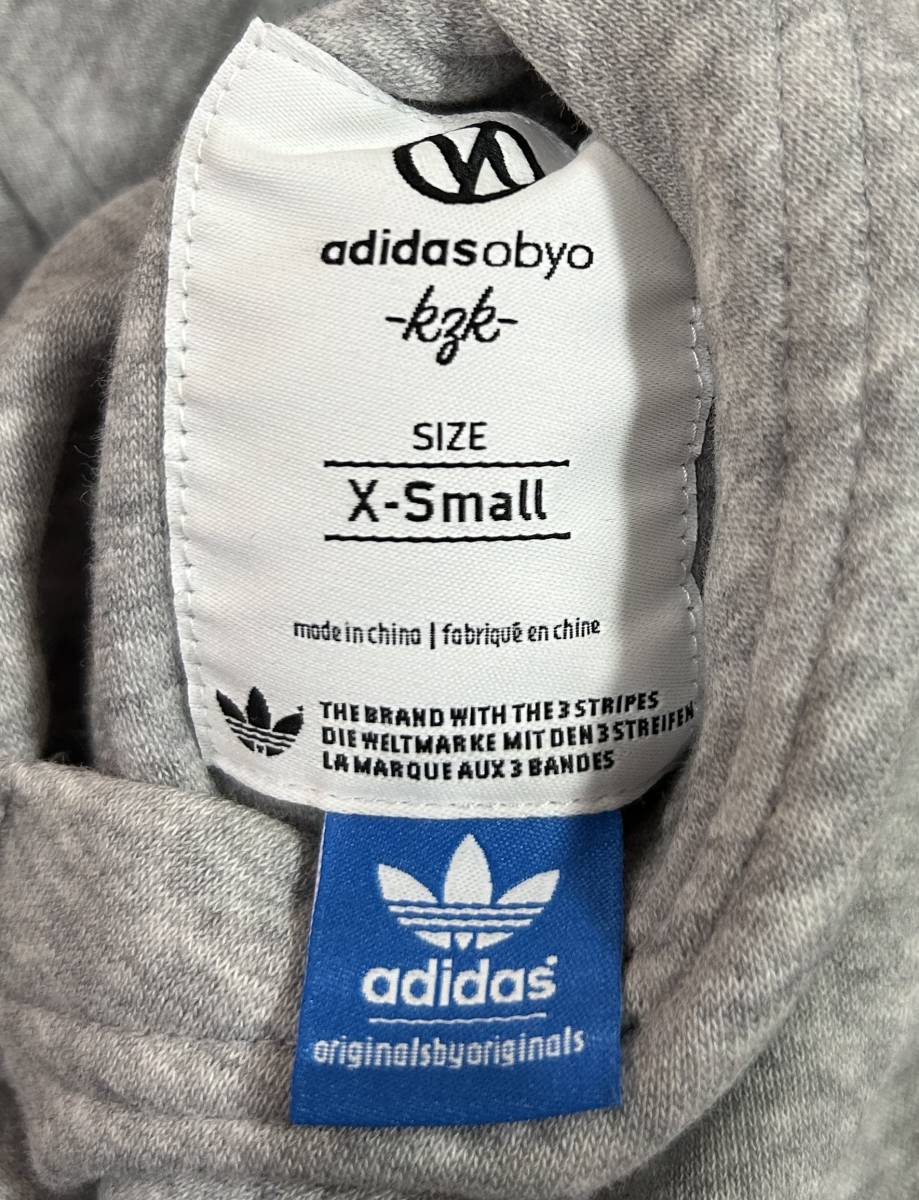 adidasobyo
-kzk-
SIZE
X-Small
made in china | fabriqué en chine
THE BRAND WITH THE 3 STRIPES
DIE WELTMARKE MIT DEN 3 STREIFEN
LA MARQUE AUX 3 BANDES
adidas
originalsbyoriginals